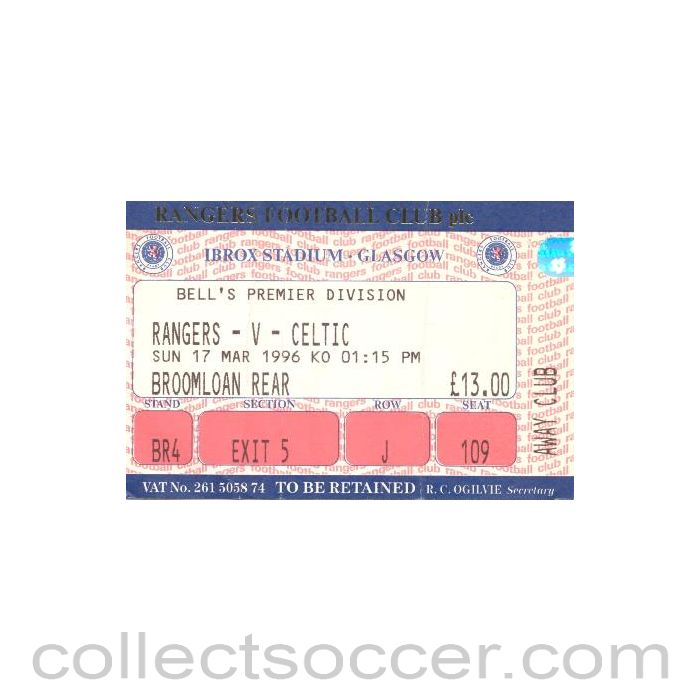 RANGERS FOOTBALL CLUB plc
IBROX STADIUM - GLASGOW
BELL'S PREMIER DIVISION
RANGERS - V - CELTIC
SUN 17 MAR 1996 KO 01:15 PM
BROOMLOAN REAR £13.00
STAND SECTION ROW SEAT
BR4 EXIT 5 J 109
AWAY CLUB
VAT No. 261 5058 74 TO BE RETAINED R. C. OGILVIE Secretary
collectsoccer.com